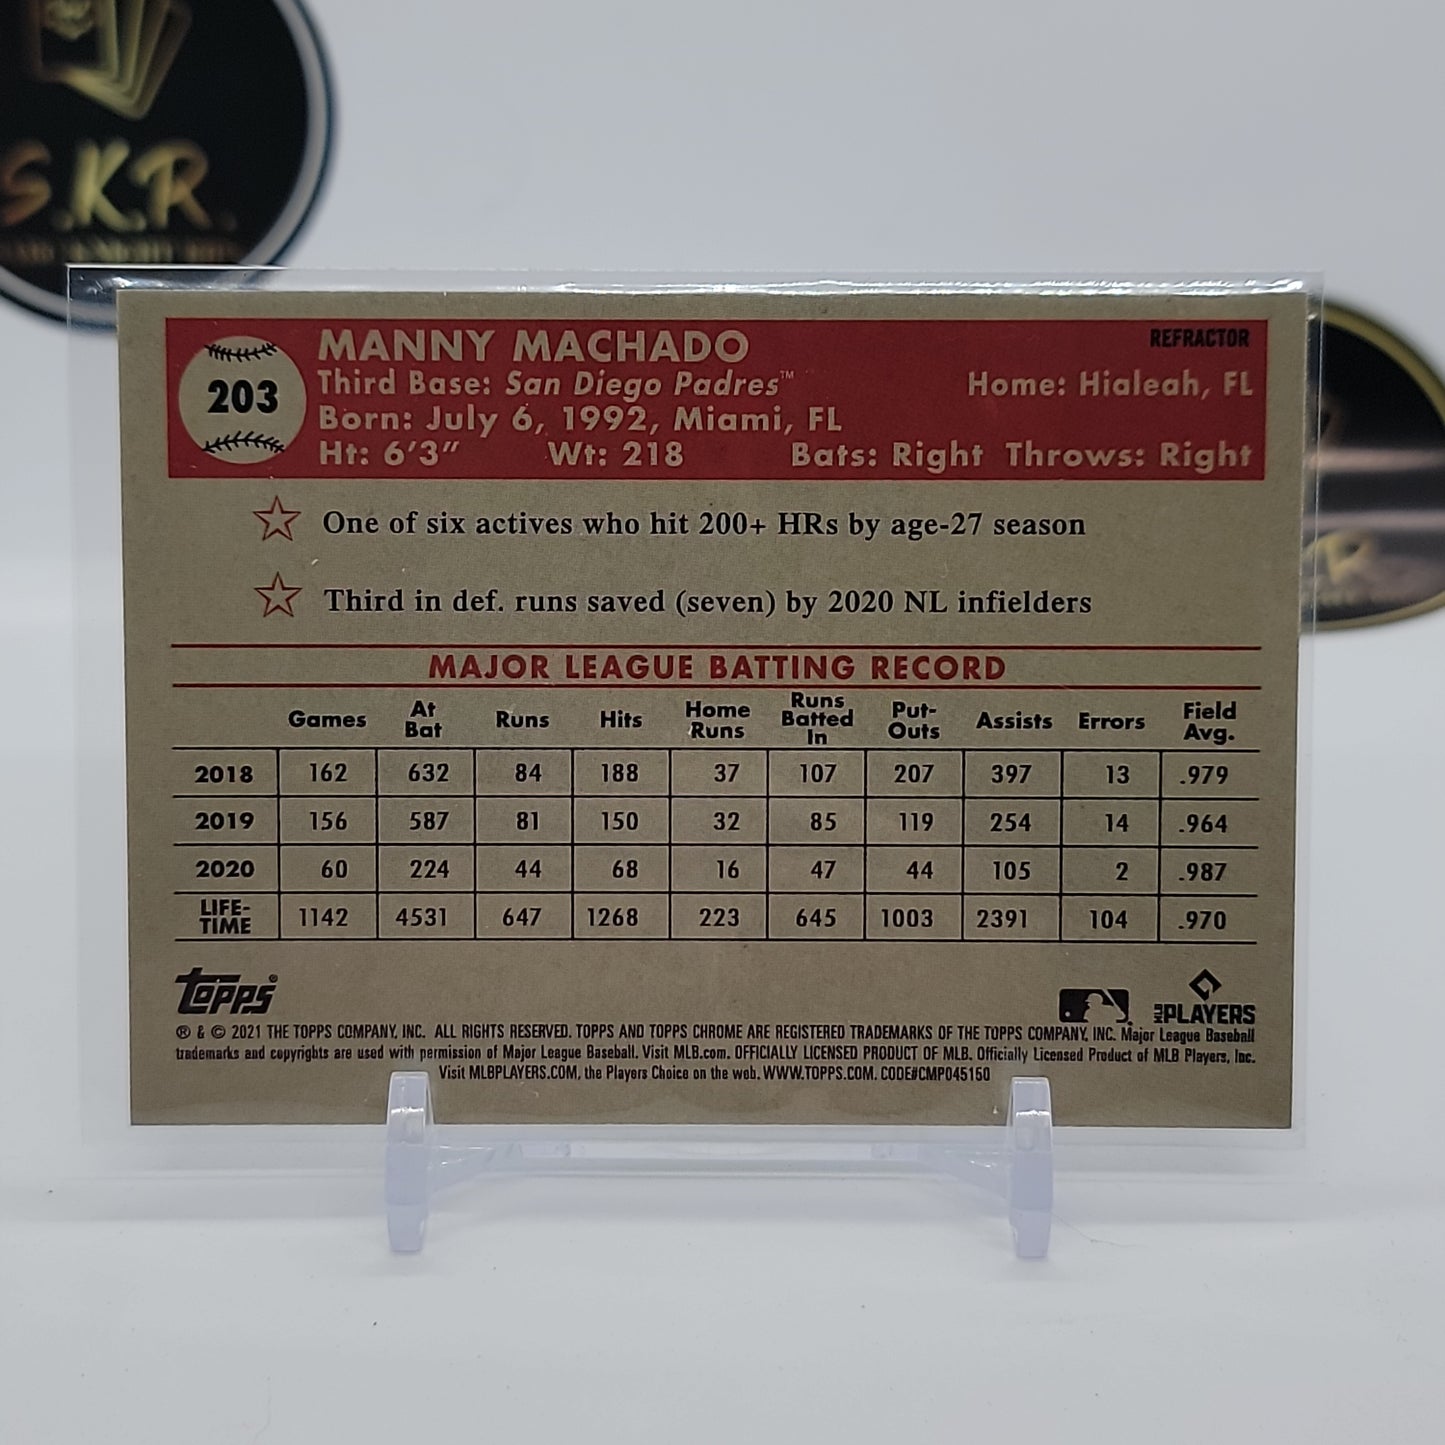 S.K.R.
203
MANNY MACHADO
REFRACTOR
Third Base: San Diego Padres™
Home: Hialeah, FL
Born: July 6, 1992, Miami, FL
Ht: 6'3" Wt: 218 Bats: Right Throws: Right
One of six actives who hit 200+ HRs by age-27 season
Third in def. runs saved (seven) by 2020 NL infielders
MAJOR LEAGUE BATTING RECORD
Games At Bat Runs Hits Home Runs Runs Batted In Put-Outs Assists Errors Field Avg.
2018 162 632 84 188 37 107 207 397 13 .979
2019 156 587 81 150 32 85 119 254 14 .964
2020 60 224 44 68 16 47 44 105 2 .987
LIFE-TIME 1142 4531 647 1268 223 645 1003 2391 104 .970
topps®
MLB PLAYERS
® & © 2021 THE TOPPS COMPANY, INC. ALL RIGHTS RESERVED. TOPPS AND TOPPS CHROME ARE REGISTERED TRADEMARKS OF THE TOPPS COMPANY, INC. Major League Baseball
trademarks and copyrights are used with permission of Major League Baseball. Visit MLB.com. OFFICIALLY LICENSED PRODUCT OF MLB. Officially Licensed Product of MLB Players, Inc.
Visit MLBPLAYERS.COM, the Players Choice on the web. WWW.TOPPS.COM. CODE#CMP045150